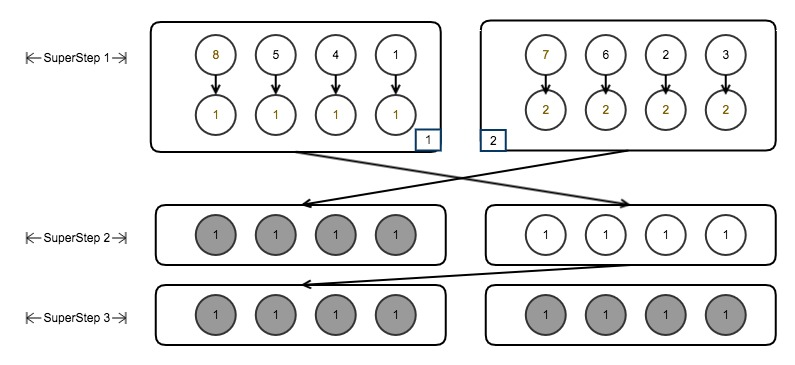 SuperStep 1
8 5 4 1
7 6 2 3
1 1 1 1
2 2 2 2
1
2
SuperStep 2
1 1 1 1
1 1 1 1
SuperStep 3
1 1 1 1
1 1 1 1